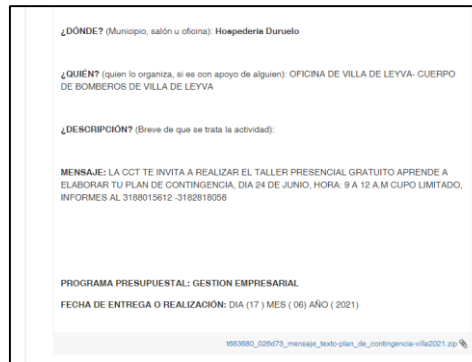 ¿DÓNDE? (Municipio, salón u oficina): Hospedería Duruelo
¿QUIÉN? (quien lo organiza, si es con apoyo de alguien): OFICINA DE VILLA DE LEYVA- CUERPO
DE BOMBEROS DE VILLA DE LEYVA
¿DESCRIPCIÓN? (Breve de que se trata la actividad):
MENSAJE: LA CCT TE INVITA A REALIZAR EL TALLER PRESENCIAL GRATUITO APRENDE A
ELABORAR TU PLAN DE CONTINGENCIA, DIA 24 DE JUNIO, HORA: 9 A 12 A.M CUPO LIMITADO,
INFORMES AL 3188015612 -3182818058
PROGRAMA PRESUPUESTAL: GESTION EMPRESARIAL
FECHA DE ENTREGA O REALIZACIÓN: DIA (17 ) MES ( 06) AÑO ( 2021)
t683680_026d73_mensaje_texto-plan_de_contingencia-villa2021.zip